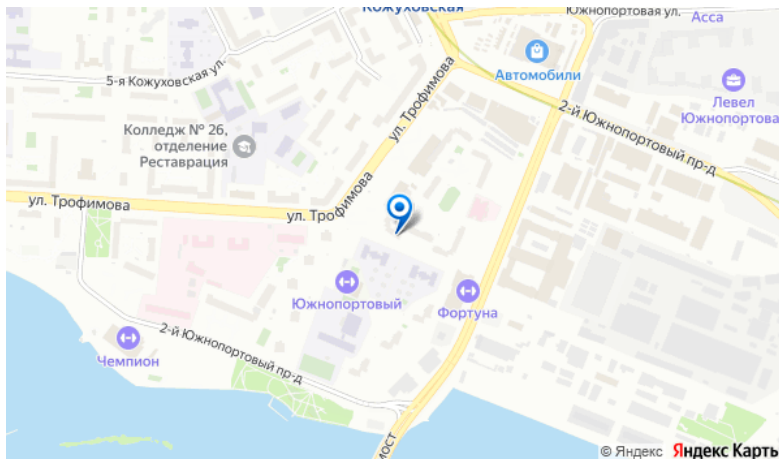 Кожуховская
Южнопортовая ул.
Асса
Автомобили
5-я Кожуховская ул.
ул. Трофимова
Левел
Южнопортова
2-й Южнопортовый пр-д
Колледж № 26,
отделение
Реставрация
ул. Трофимова
ул. Трофимова
Южнопортовый
Фортуна
2-й Южнопортовый пр-д
Чемпион
мост
© Яндекс Яндекс Карты